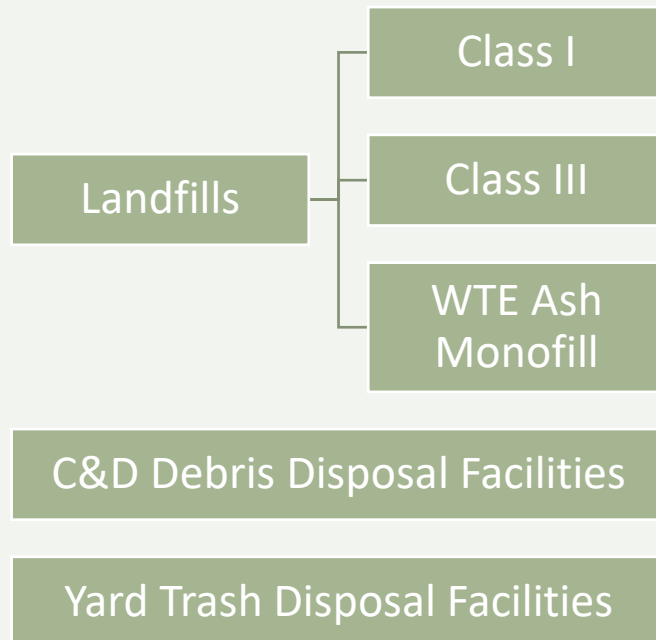 Class I
Landfills
Class III
WTE Ash
Monofill
C&D Debris Disposal Facilities
Yard Trash Disposal Facilities